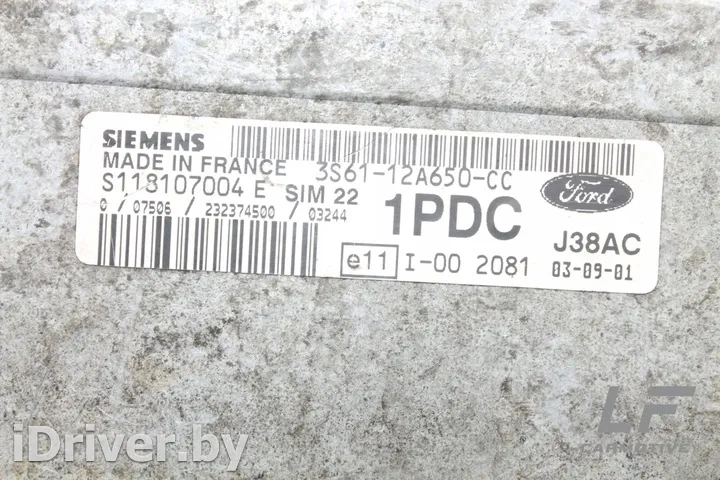 SIEMENS
MADE IN FRANCE 3S61-12A650-CC
S118107004 E SIM 22
0 / 07506 / 232374500 / 03244
1PDC
Ford
J38AC
e11 I-00 2081 03-09-01
LF
iDriver.by